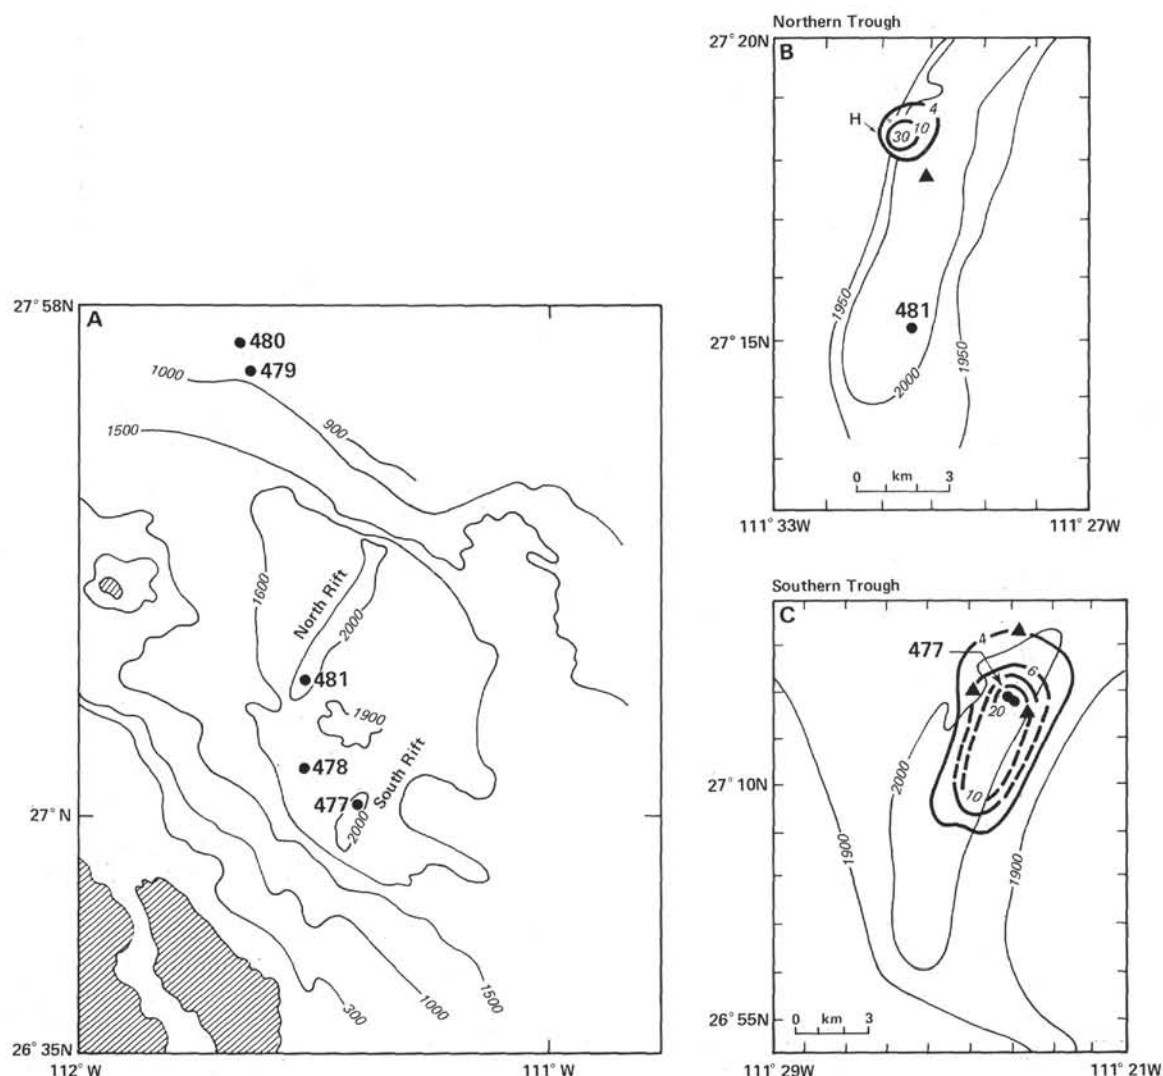 Northern Trough
27°20N
B
4
H
10
30
1950
481
27°15N
2000
1950
0 km 3
111°33W
111°27W
27°58N
A
480
479
1000
1500
900
1600
North Rift
2000
481
1900
478
South Rift
477
27°N
2000
300
1000
1500
26°35N
112°W
111°W
Southern Trough
C
4
477
6
20
2000
27°10N
10
1900
1900
26°55N
0 km 3
111°29W
111°21W